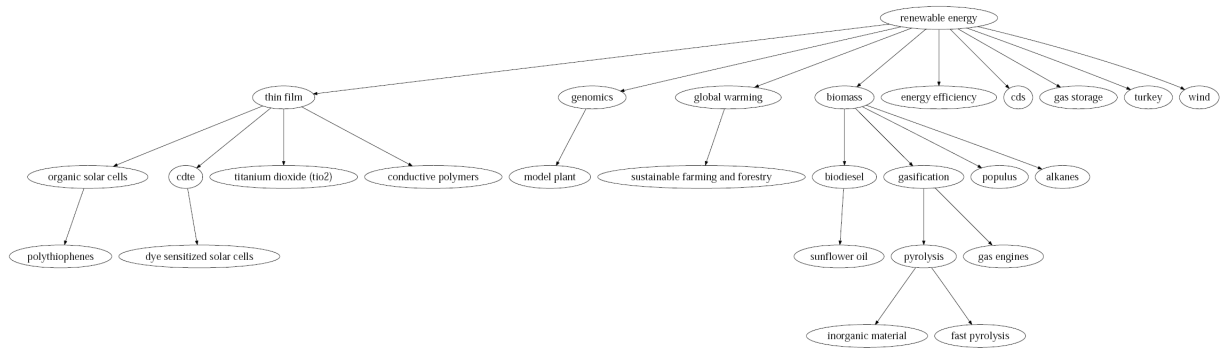 renewable energy
thin film
genomics
global warming
biomass
energy efficiency
cds
gas storage
turkey
wind
organic solar cells
cdte
titanium dioxide (tio2)
conductive polymers
model plant
sustainable farming and forestry
biodiesel
gasification
populus
alkanes
polythiophenes
dye sensitized solar cells
sunflower oil
pyrolysis
gas engines
inorganic material
fast pyrolysis